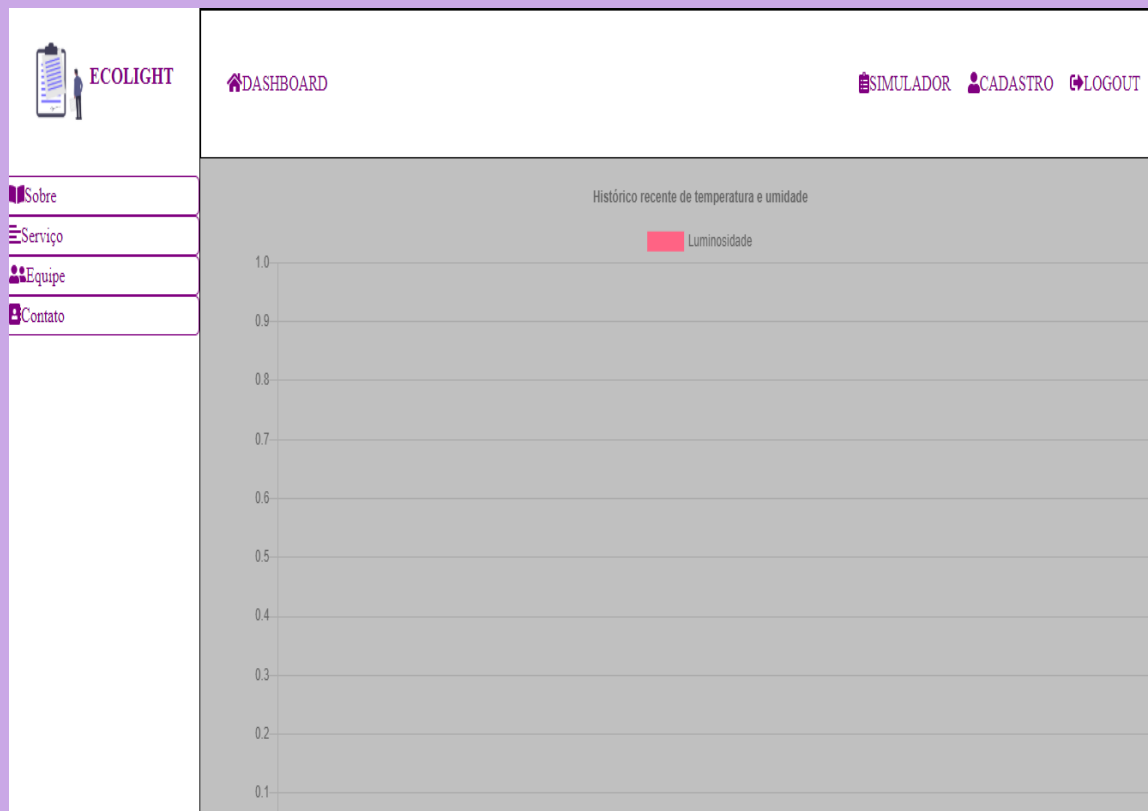 ECOLIGHT
DASHBOARD
SIMULADOR CADASTRO LOGOUT
Sobre
Serviço
Equipe
Contato
Histórico recente de temperatura e umidade
Luminosidade
1.0
0.9
0.8
0.7
0.6
0.5
0.4
0.3
0.2
0.1